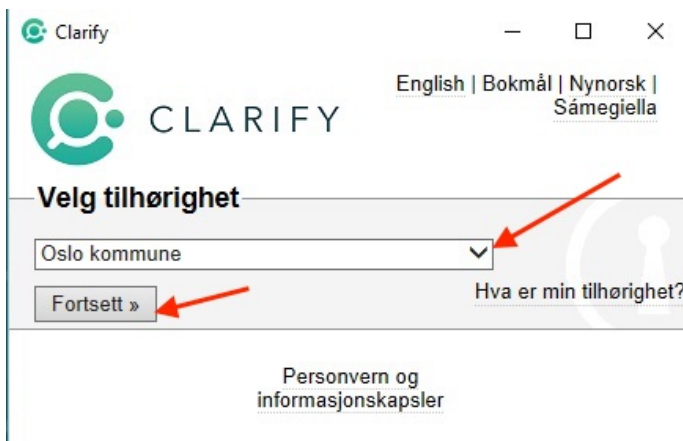 Clarify
English | Bokmål | Nynorsk |
Sámegiella
CLARIFY
Velg tilhørighet
Oslo kommune
Fortsett »
Hva er min tilhørighet?
Personvern og
informasjonskapsler